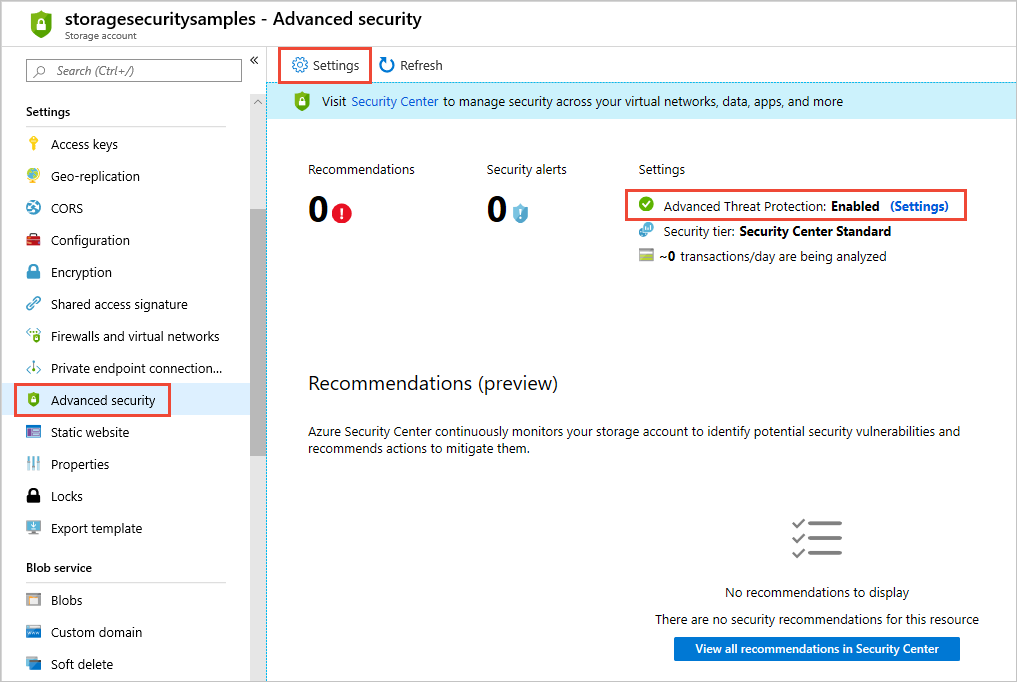 storagesecuritysamples - Advanced security
Storage account
Search (Ctrl+/)
«
Settings
Access keys
Geo-replication
CORS
Configuration
Encryption
Shared access signature
Firewalls and virtual networks
Private endpoint connection...
Advanced security
Static website
Properties
Locks
Export template
Blob service
Blobs
Custom domain
Soft delete
Settings
Refresh
Visit Security Center to manage security across your virtual networks, data, apps, and more
Recommendations
0
Security alerts
0
Settings
Advanced Threat Protection: Enabled (Settings)
Security tier: Security Center Standard
~0 transactions/day are being analyzed
Recommendations (preview)
Azure Security Center continuously monitors your storage account to identify potential security vulnerabilities and
recommends actions to mitigate them.
No recommendations to display
There are no security recommendations for this resource
View all recommendations in Security Center